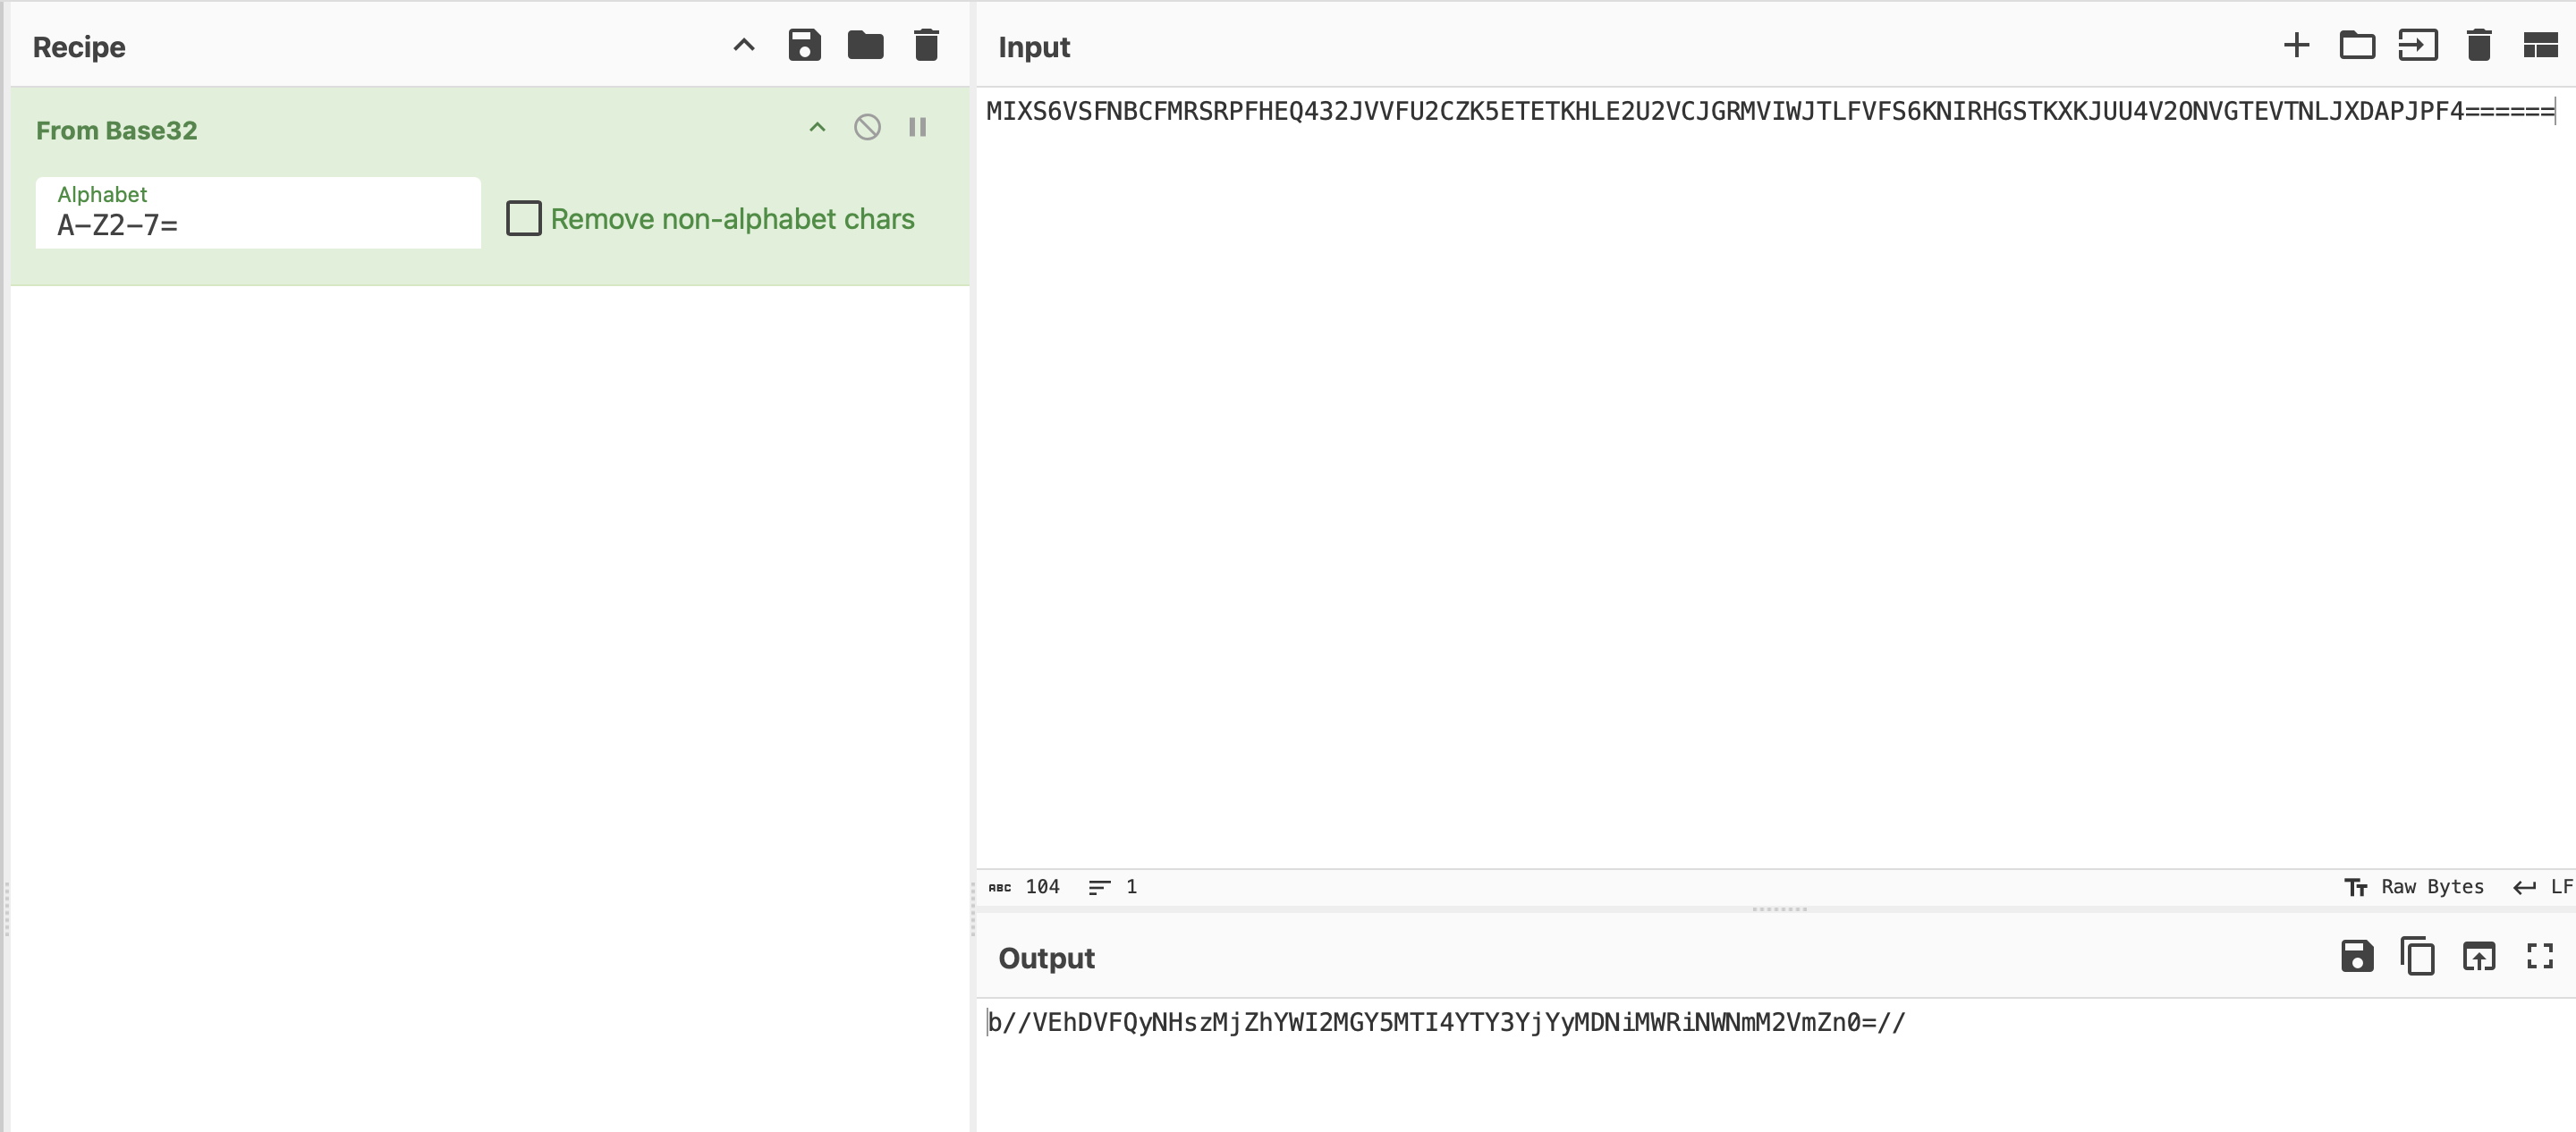 Recipe
From Base32
Alphabet
A-Z2-7=
Remove non-alphabet chars
Input
MIXS6VSFNBCFMRSRPFHEQ432JVVFU2CZK5ETETKHLE2U2VCJGRMVIWJTLFVFS6KNIRHGSTKXKJUU4V2ONVGTEVTNLJXDAPJPF4======
ABC 104 1
Raw Bytes LF
Output
b//VEhDVFQyNHszMjZhYWI2MGY5MTI4YTY3YjYyMDNiMWRiNWNmM2VmZn0=//